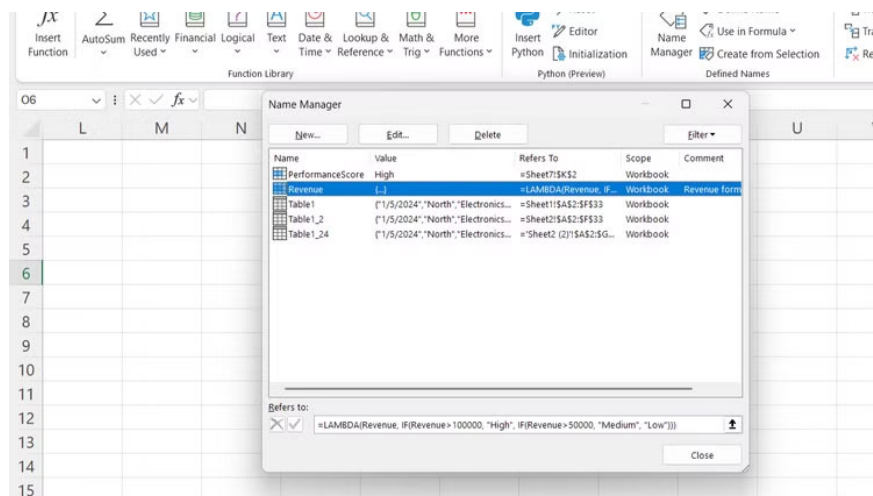 Insert
Function
AutoSum
Recently
Used
Financial
Logical
Text
Date &
Time
Lookup &
Reference
Math &
Trig
More
Functions
Function Library
Insert
Python
Editor
Initialization
Python (Preview)
Name
Manager
Use in Formula
Create from Selection
Defined Names
O6
fx
L M N U
Name Manager
New... Edit... Delete Filter
Name Value Refers To Scope Comment
PerformanceScore High =Sheet7!$K$2 Workbook
Revenue {...} =LAMBDA(Revenue, IF... Workbook Revenue form
Table1 {"1/5/2024","North","Electronics... =Sheet1!$A$2:$F$33 Workbook
Table1_2 {"1/5/2024","North","Electronics... =Sheet2!$A$2:$F$33 Workbook
Table1_24 {"1/5/2024","North","Electronics... ='Sheet2 (2)'!$A$2:$G... Workbook
Refers to:
=LAMBDA(Revenue, IF(Revenue>100000, "High", IF(Revenue>50000, "Medium", "Low")))
Close
1
2
3
4
5
6
7
8
9
10
11
12
13
14
15